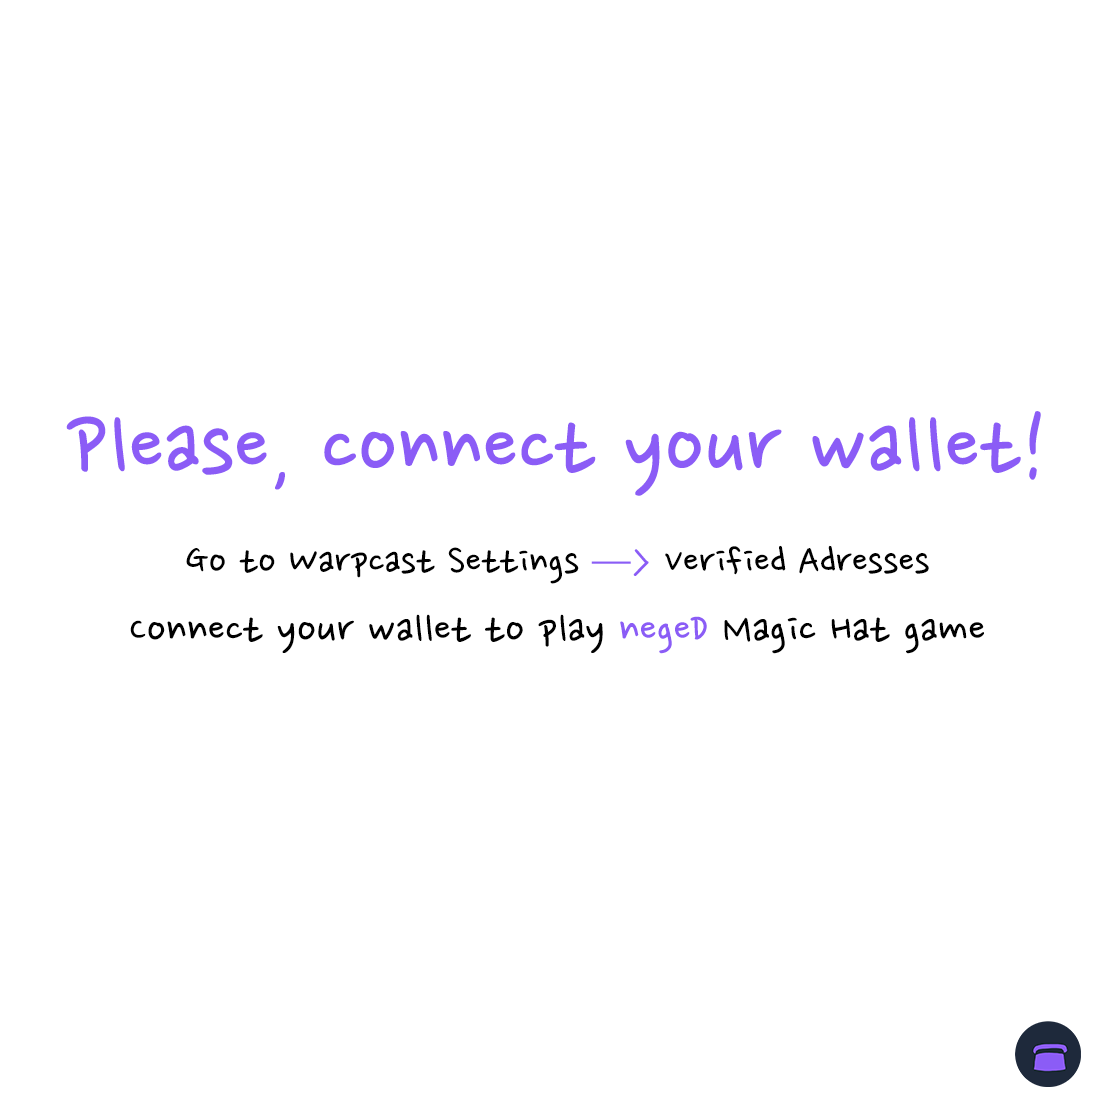 Please, connect your wallet!
Go to Warpcast Settings → Verified Adresses
Connect your wallet to play negeD Magic Hat game